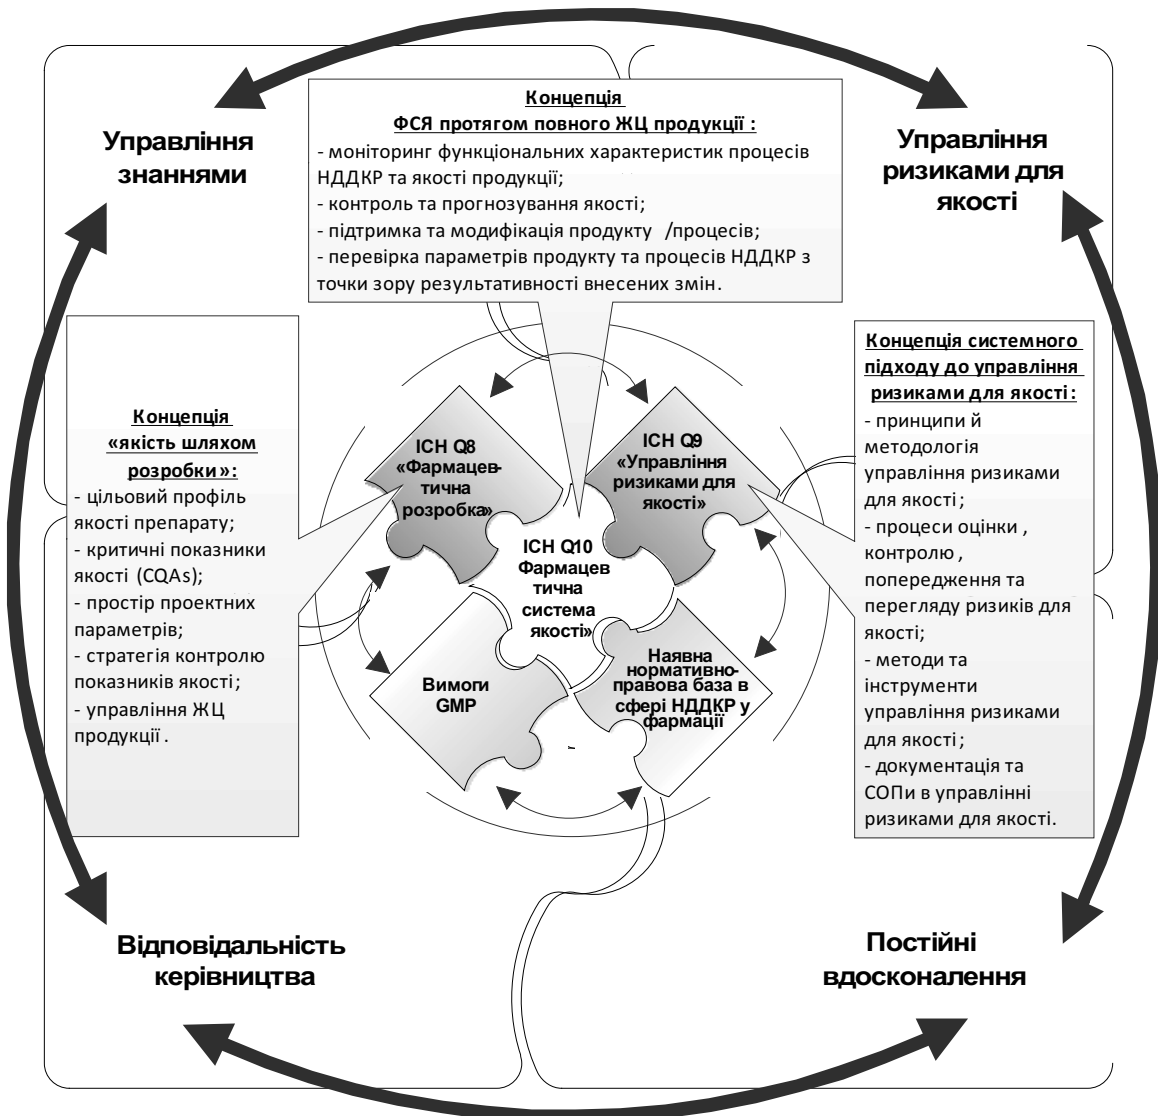 Управління
знаннями
Концепція
ФСЯ протягом повного ЖЦ продукції :
- моніторинг функціональних характеристик процесів
НДДКР та якості продукції;
- контроль та прогнозування якості;
- підтримка та модифікація продукту /процесів;
- перевірка параметрів продукту та процесів НДДКР з
точки зору результативності внесених змін.
Управління
ризиками для
якості
Концепція
«якість шляхом
розробки»:
- цільовий профіль
якості препарату;
- критичні показники
якості (CQAs);
- простір проектних
параметрів;
- стратегія контролю
показників якості;
- управління ЖЦ
продукції.
ICH Q8
«Фармацев-
тична
розробка»
ICH Q9
«Управління
ризиками для
якості»
ICH Q10
Фармацев
тична
система
якості»
Вимоги
GMP
Наявна
нормативно-
правова база в
сфері НДДКР у
фармації
Концепція системного
підходу до управління
ризиками для якості:
- принципи й
методологія
управління ризиками
для якості;
- процеси оцінки ,
контролю ,
попередження та
перегляду ризиків для
якості;
- методи та
інструменти
управління ризиками
для якості;
- документація та
СОПи в управлінні
ризиками для якості.
Відповідальність
керівництва
Постійні
вдосконалення